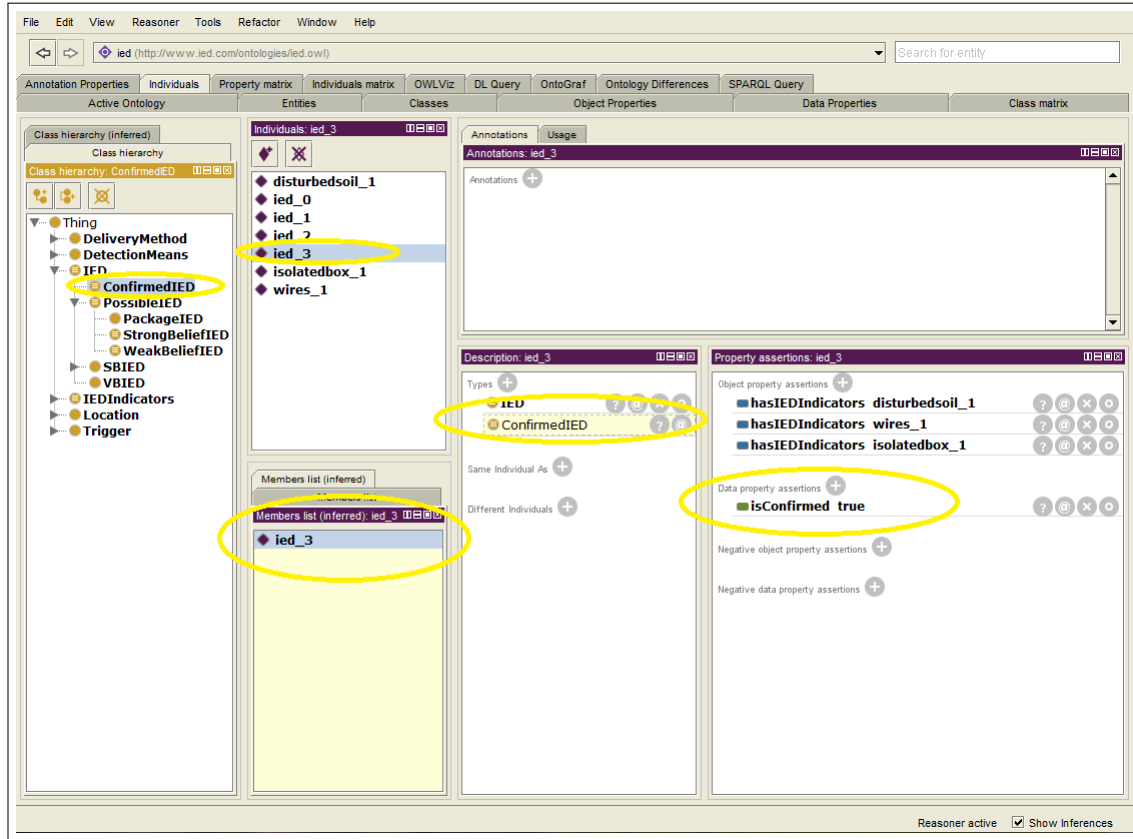 File Edit View Reasoner Tools Refactor Window Help
ied (http://www.ied.com/ontologies/ied.owl)
Search for entity
Annotation Properties Individuals Property matrix Individuals matrix OWLViz DL Query OntoGraf Ontology Differences SPARQL Query
Active Ontology Entities Classes Object Properties Data Properties Class matrix
Class hierarchy (inferred)
Class hierarchy
Class hierarchy: ConfirmedIED
Thing
DeliveryMethod
DetectionMeans
IED
ConfirmedIED
PossibleIED
PackageIED
StrongBeliefIED
WeakBeliefIED
SBIED
VBIED
IEDIndicators
Location
Trigger
Individuals: ied_3
disturbedsoil_1
ied_0
ied_1
ied_2
ied_3
isolatedbox_1
wires_1
Members list (inferred)
Members list
Members list (inferred): ied_3
ied_3
Annotations Usage
Annotations: ied_3
Annotations
Description: ied_3
Types
IED
ConfirmedIED
Same Individual As
Different Individuals
Property assertions: ied_3
Object property assertions
hasIEDIndicators disturbedsoil_1
hasIEDIndicators wires_1
hasIEDIndicators isolatedbox_1
Data property assertions
isConfirmed true
Negative object property assertions
Negative data property assertions
Reasoner active Show Inferences